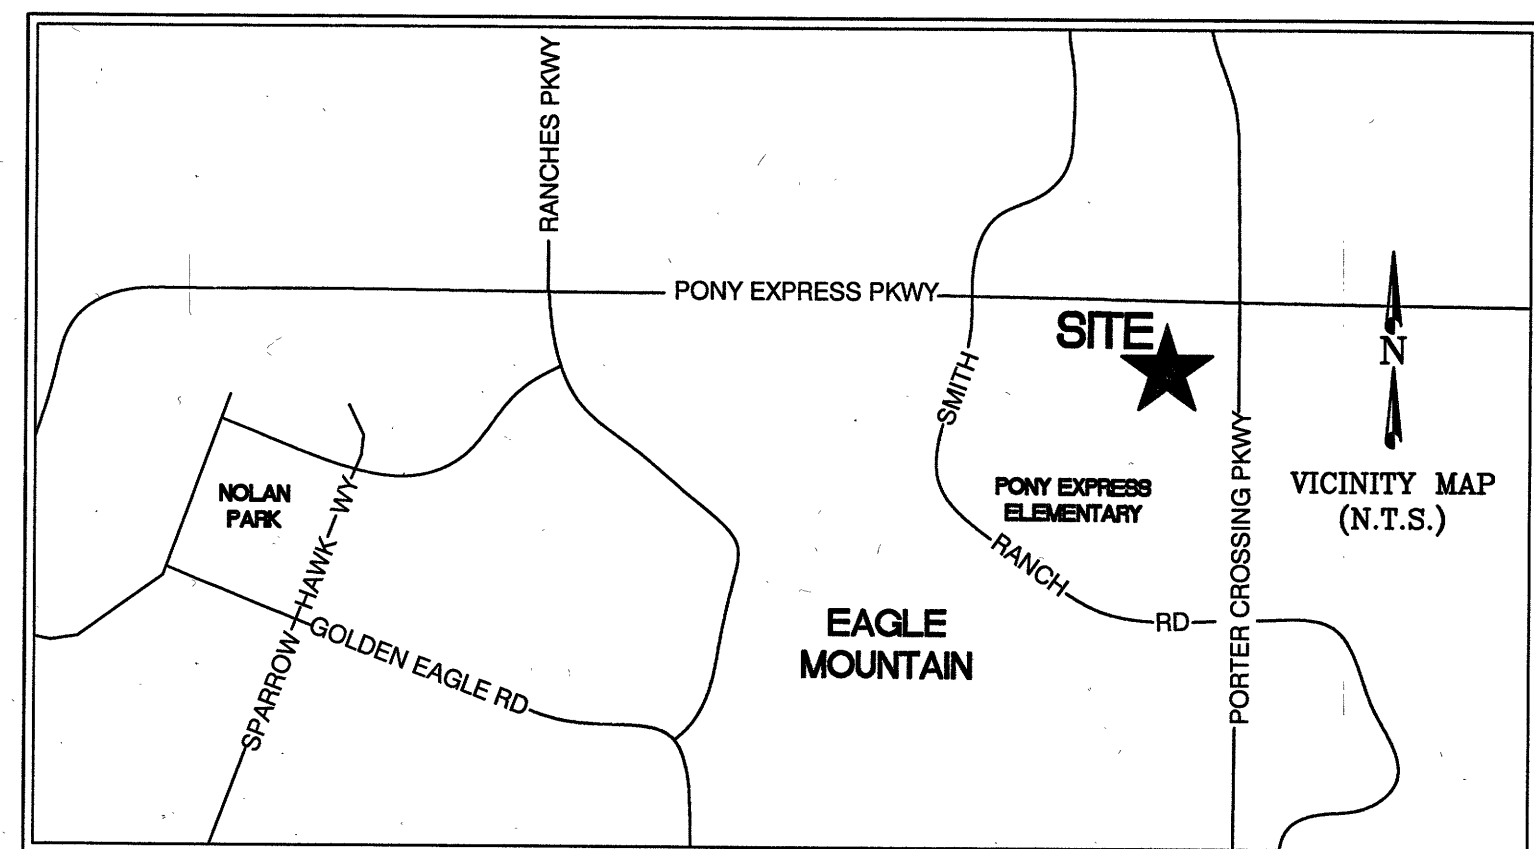 RANCHES PKWY
PONY EXPRESS PKWY
SITE
N
SMITH
RANCH
RD
PORTER CROSSING PKWY
VICINITY MAP
(N.T.S.)
NOLAN
PARK
PONY EXPRESS
ELEMENTARY
SPARROW
HAWK
WY
GOLDEN EAGLE RD
EAGLE
MOUNTAIN